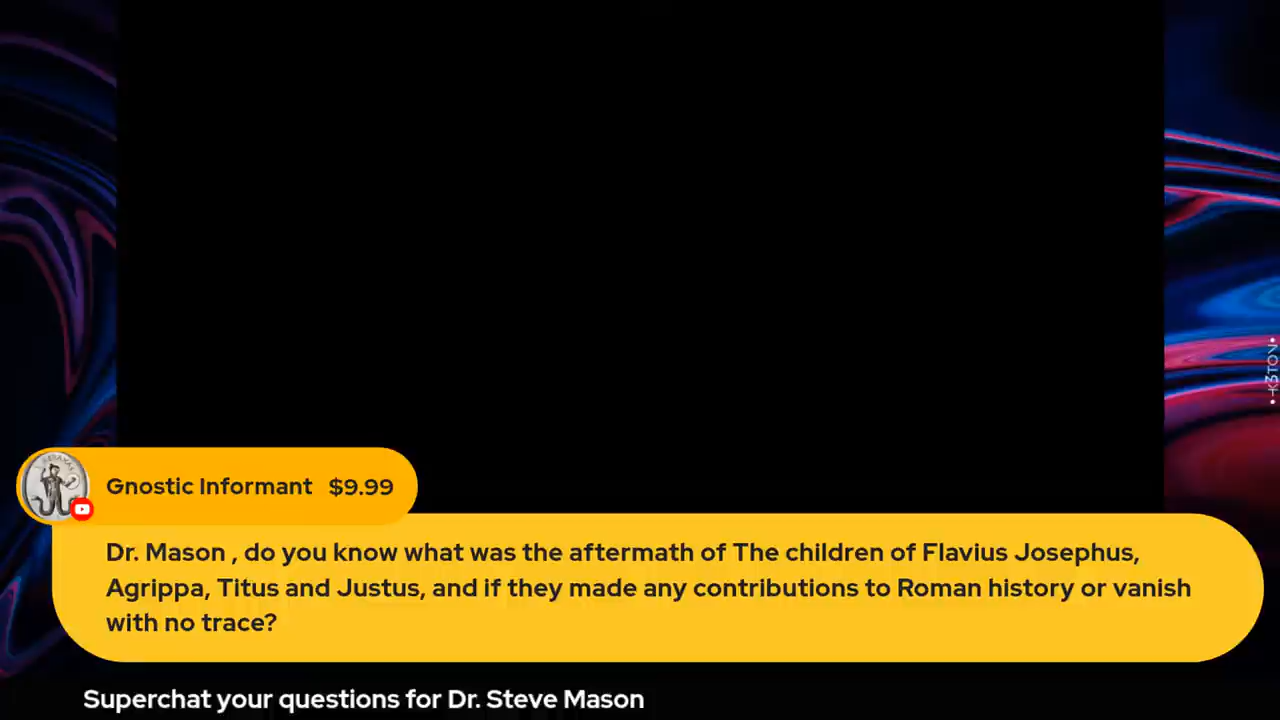 Gnostic Informant $9.99
Dr. Mason , do you know what was the aftermath of The children of Flavius Josephus,
Agrippa, Titus and Justus, and if they made any contributions to Roman history or vanish
with no trace?
Superchat your questions for Dr. Steve Mason